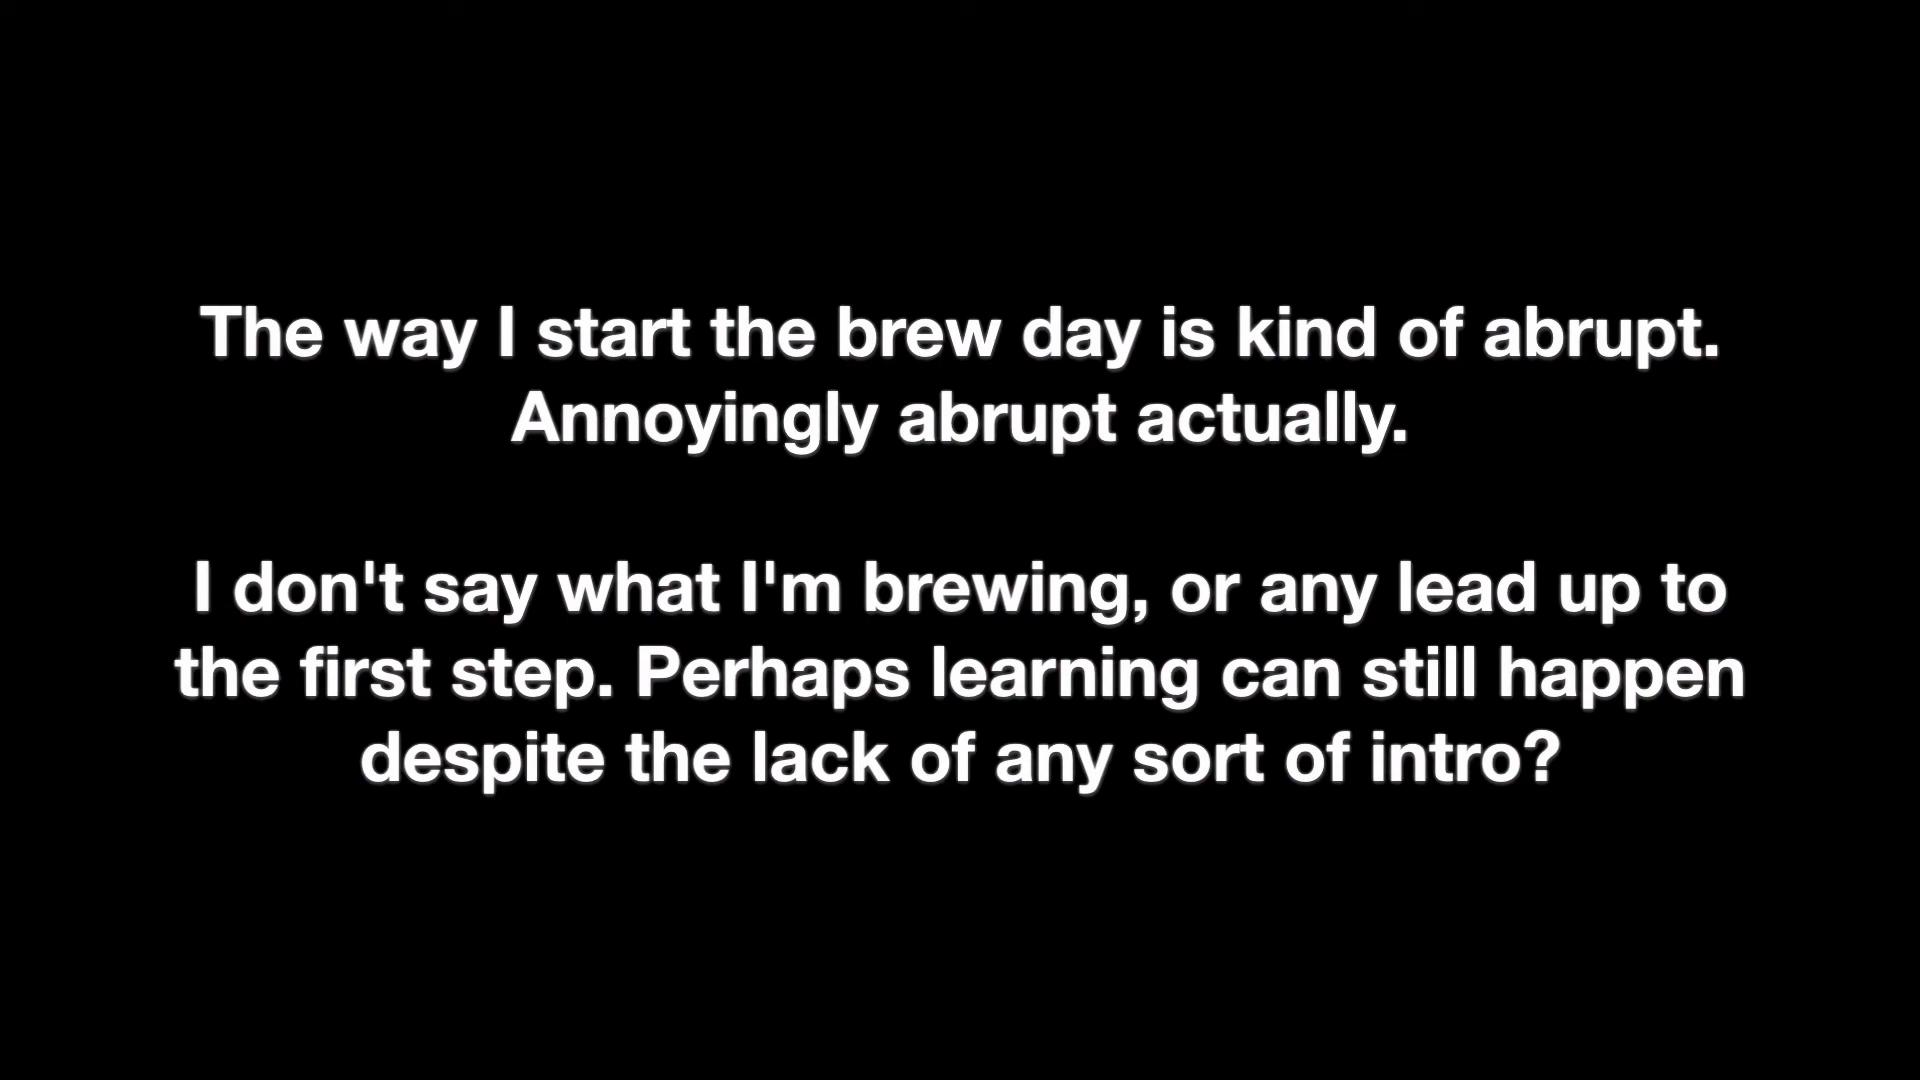 The way I start the brew day is kind of abrupt.
Annoyingly abrupt actually.
I don't say what I'm brewing, or any lead up to
the first step. Perhaps learning can still happen
despite the lack of any sort of intro?